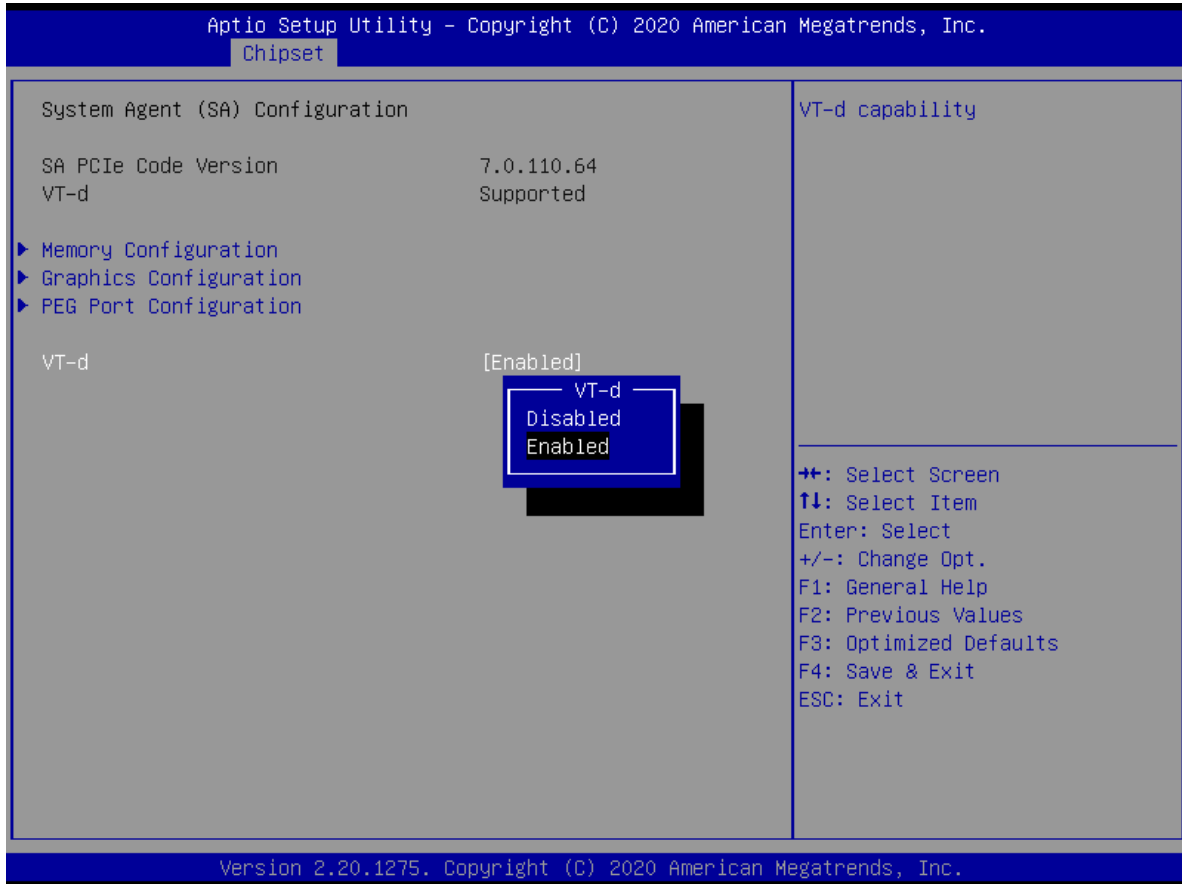 Aptio Setup Utility – Copyright (C) 2020 American Megatrends, Inc.
Chipset
System Agent (SA) Configuration
SA PCIe Code Version 7.0.110.64
VT-d Supported
▶ Memory Configuration
▶ Graphics Configuration
▶ PEG Port Configuration
VT-d [Enabled]
VT-d
Disabled
Enabled
VT-d capability
→←: Select Screen
↑↓: Select Item
Enter: Select
+/-: Change Opt.
F1: General Help
F2: Previous Values
F3: Optimized Defaults
F4: Save & Exit
ESC: Exit
Version 2.20.1275. Copyright (C) 2020 American Megatrends, Inc.